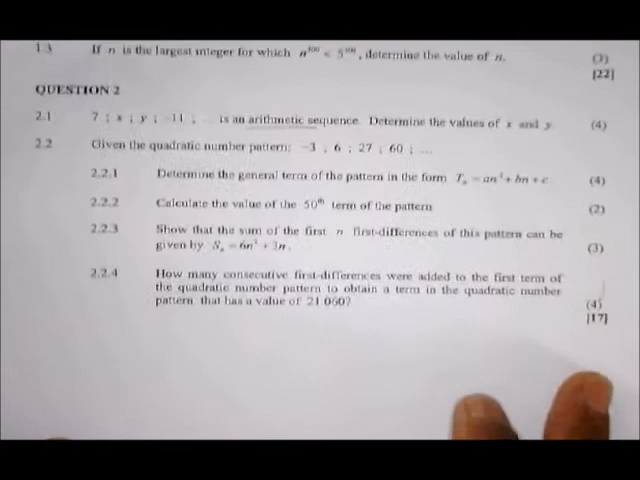 1.3 If n is the largest integer for which n²⁰⁰ < 5³⁰⁰, determine the value of n. (3)
[22]
QUESTION 2
2.1 7 ; x ; y ; −11 ; ... is an arithmetic sequence. Determine the values of x and y. (4)
2.2 Given the quadratic number pattern: −3 ; 6 ; 27 ; 60 ; ...
2.2.1 Determine the general term of the pattern in the form Tₙ = an² + bn + c. (4)
2.2.2 Calculate the value of the 50th term of the pattern (2)
2.2.3 Show that the sum of the first n first-differences of this pattern can be
given by Sₙ = 6n² + 3n. (3)
2.2.4 How many consecutive first-differences were added to the first term of
the quadratic number pattern to obtain a term in the quadratic number
pattern that has a value of 21 060? (4)
[17]